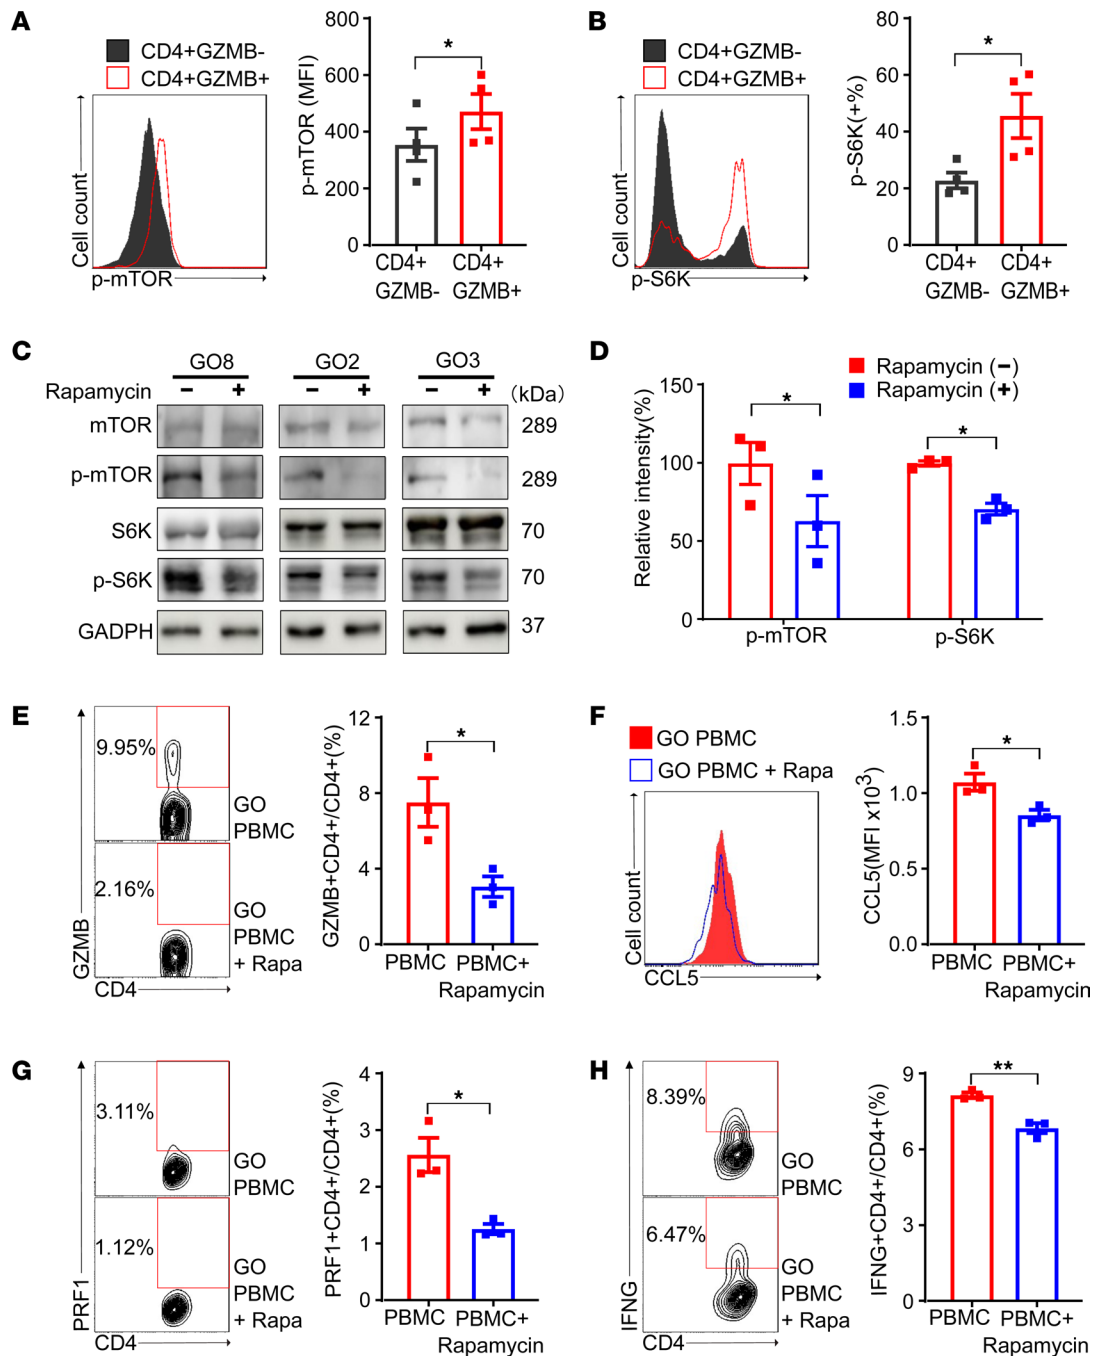 A
CD4+GZMB-
CD4+GZMB+
Cell count
p-mTOR
p-mTOR (MFI)
800
600
400
200
0
*
CD4+ CD4+
GZMB- GZMB+
B
CD4+GZMB-
CD4+GZMB+
Cell count
p-S6K
p-S6K(+%)
80
60
40
20
0
*
CD4+ CD4+
GZMB- GZMB+
C
GO8 GO2 GO3
Rapamycin − + − + − + (kDa)
mTOR 289
p-mTOR 289
S6K 70
p-S6K 70
GADPH 37
D
Rapamycin (−)
Rapamycin (+)
Relative intensity(%)
150
100
50
0
* *
p-mTOR p-S6K
E
9.95%
GO
PBMC
2.16%
GO
PBMC
+ Rapa
GZMB
CD4
GZMB+CD4+/CD4+(%)
12
8
4
0
*
PBMC PBMC+
Rapamycin
F
GO PBMC
GO PBMC + Rapa
Cell count
CCL5
CCL5(MFI x10³)
1.5
1.0
0.5
0.0
*
PBMC PBMC+
Rapamycin
G
3.11%
GO
PBMC
1.12%
GO
PBMC
+ Rapa
PRF1
CD4
PRF1+CD4+/CD4+(%)
4
3
2
1
0
*
PBMC PBMC+
Rapamycin
H
8.39%
GO
PBMC
6.47%
GO
PBMC
+ Rapa
IFNG
CD4
IFNG+CD4+/CD4+(%)
9
6
3
0
**
PBMC PBMC+
Rapamycin